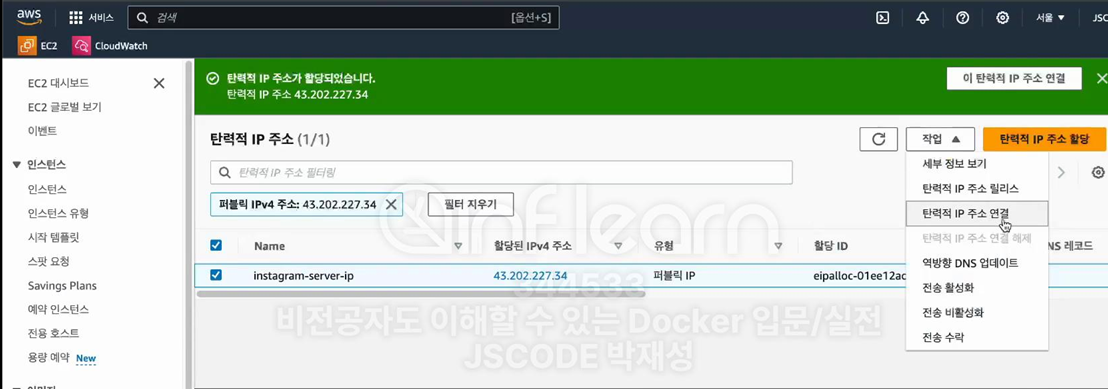 aws
서비스
검색
[옵션+S]
서울
JSC
EC2
CloudWatch
EC2 대시보드
EC2 글로벌 보기
이벤트
인스턴스
인스턴스
인스턴스 유형
시작 템플릿
스팟 요청
Savings Plans
예약 인스턴스
전용 호스트
용량 예약 New
탄력적 IP 주소가 할당되었습니다.
탄력적 IP 주소 43.202.227.34
이 탄력적 IP 주소 연결
탄력적 IP 주소 (1/1)
작업
탄력적 IP 주소 할당
탄력적 IP 주소 필터링
퍼블릭 IPv4 주소: 43.202.227.34
필터 지우기
Name
할당된 IPv4 주소
유형
할당 ID
NS 레코드
instagram-server-ip
43.202.227.34
퍼블릭 IP
eipalloc-01ee12ac
세부 정보 보기
탄력적 IP 주소 릴리스
탄력적 IP 주소 연결
탄력적 IP 주소 연결 해제
역방향 DNS 업데이트
전송 활성화
전송 비활성화
전송 수락
inflearn
344533
비전공자도 이해할 수 있는 Docker 입문/실전
JSCODE 박재성